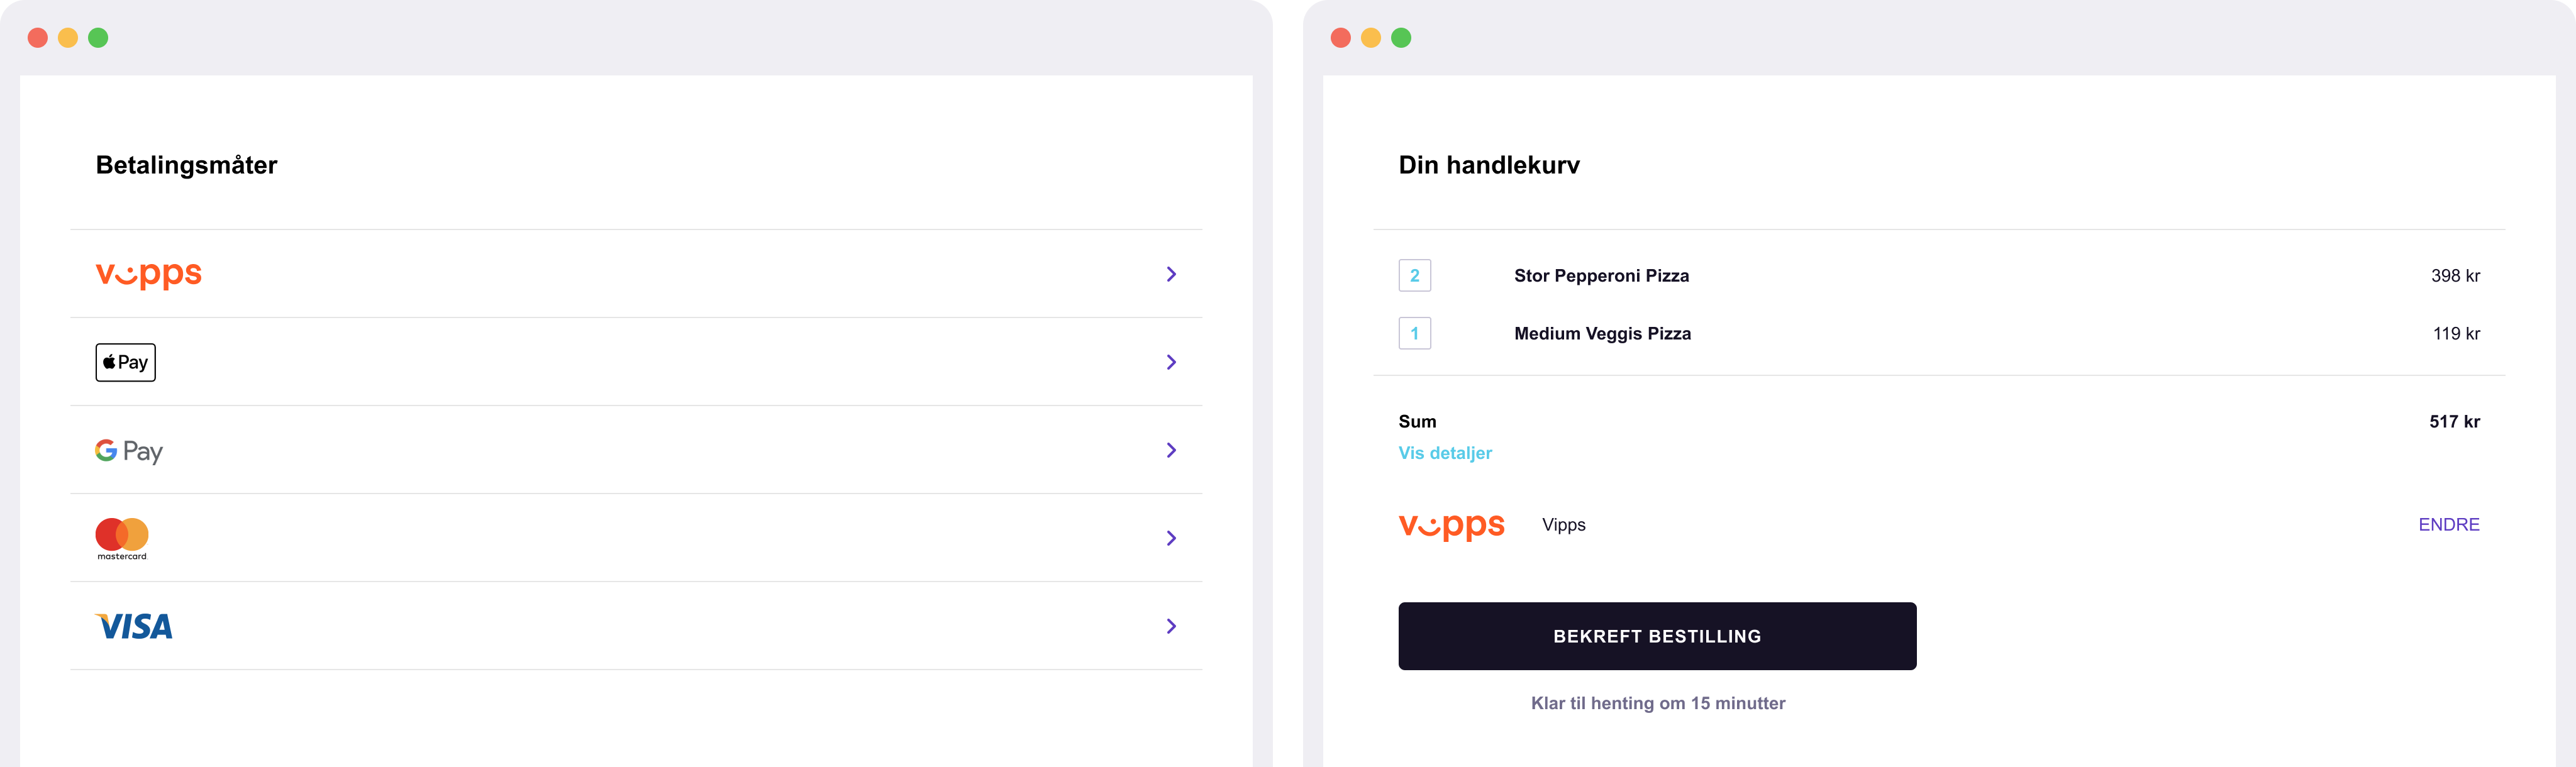 Betalingsmåter
vipps
Pay
G Pay
mastercard
VISA
Din handlekurv
2 Stor Pepperoni Pizza 398 kr
1 Medium Veggis Pizza 119 kr
Sum 517 kr
Vis detaljer
vipps Vipps ENDRE
BEKREFT BESTILLING
Klar til henting om 15 minutter